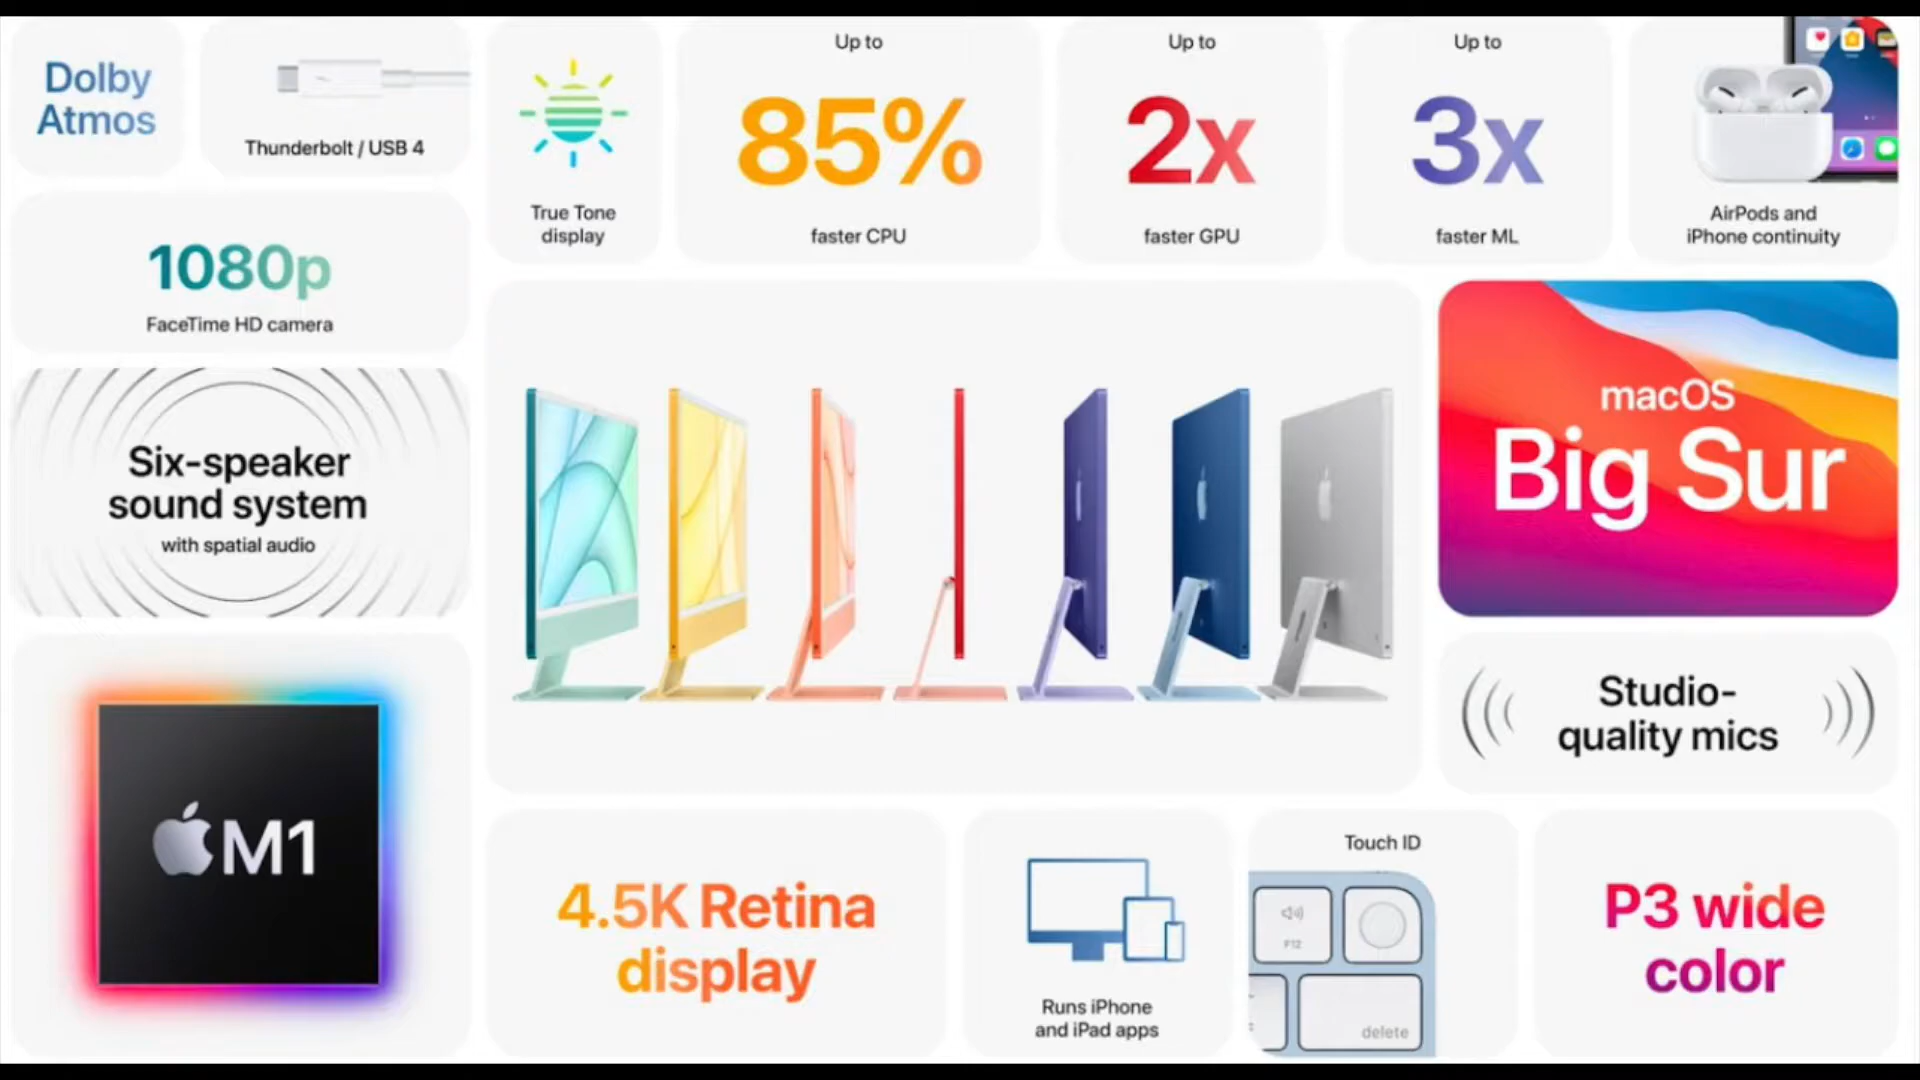 Dolby
Atmos
Thunderbolt / USB 4
True Tone
display
Up to
85%
faster CPU
Up to
2x
faster GPU
Up to
3x
faster ML
AirPods and
iPhone continuity
1080p
FaceTime HD camera
Six-speaker
sound system
with spatial audio
macOS
Big Sur
Studio-
quality mics
M1
4.5K Retina
display
Runs iPhone
and iPad apps
Touch ID
F12
delete
P3 wide
color